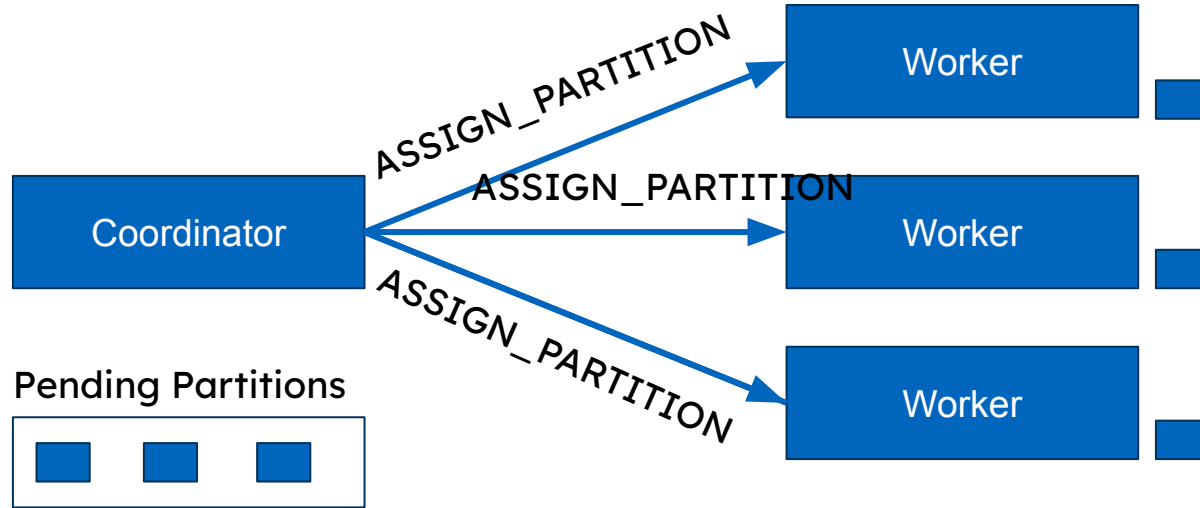 ASSIGN_PARTITION
Worker
ASSIGN_PARTITION
Coordinator
Worker
ASSIGN_PARTITION
Pending Partitions
Worker